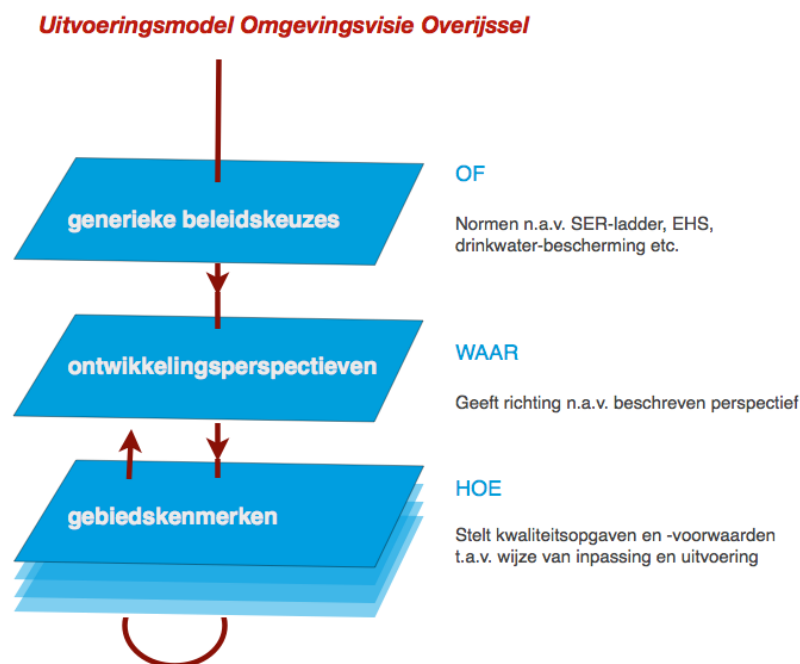 Uitvoeringsmodel Omgevingsvisie Overijssel
generieke beleidskeuzes
OF
Normen n.a.v. SER-ladder, EHS,
drinkwater-bescherming etc.
ontwikkelingsperspectieven
WAAR
Geeft richting n.a.v. beschreven perspectief
gebiedskenmerken
HOE
Stelt kwaliteitsopgaven en -voorwaarden
t.a.v. wijze van inpassing en uitvoering